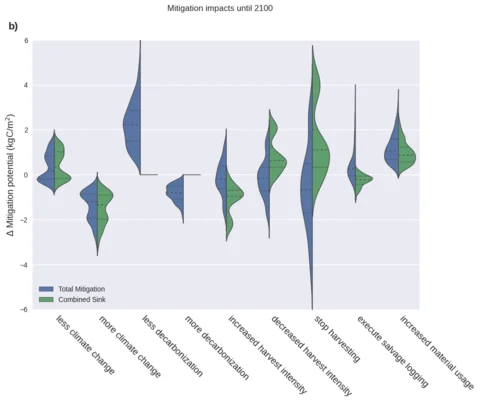 Mitigation impacts until 2100
b)
Δ Mitigation potential (kgC/m²)
6
4
2
0
−2
−4
−6
Total Mitigation
Combined Sink
less climate change
more climate change
less decarbonization
more decarbonization
increased harvest intensity
decreased harvest intensity
stop harvesting
execute salvage logging
increased material usage